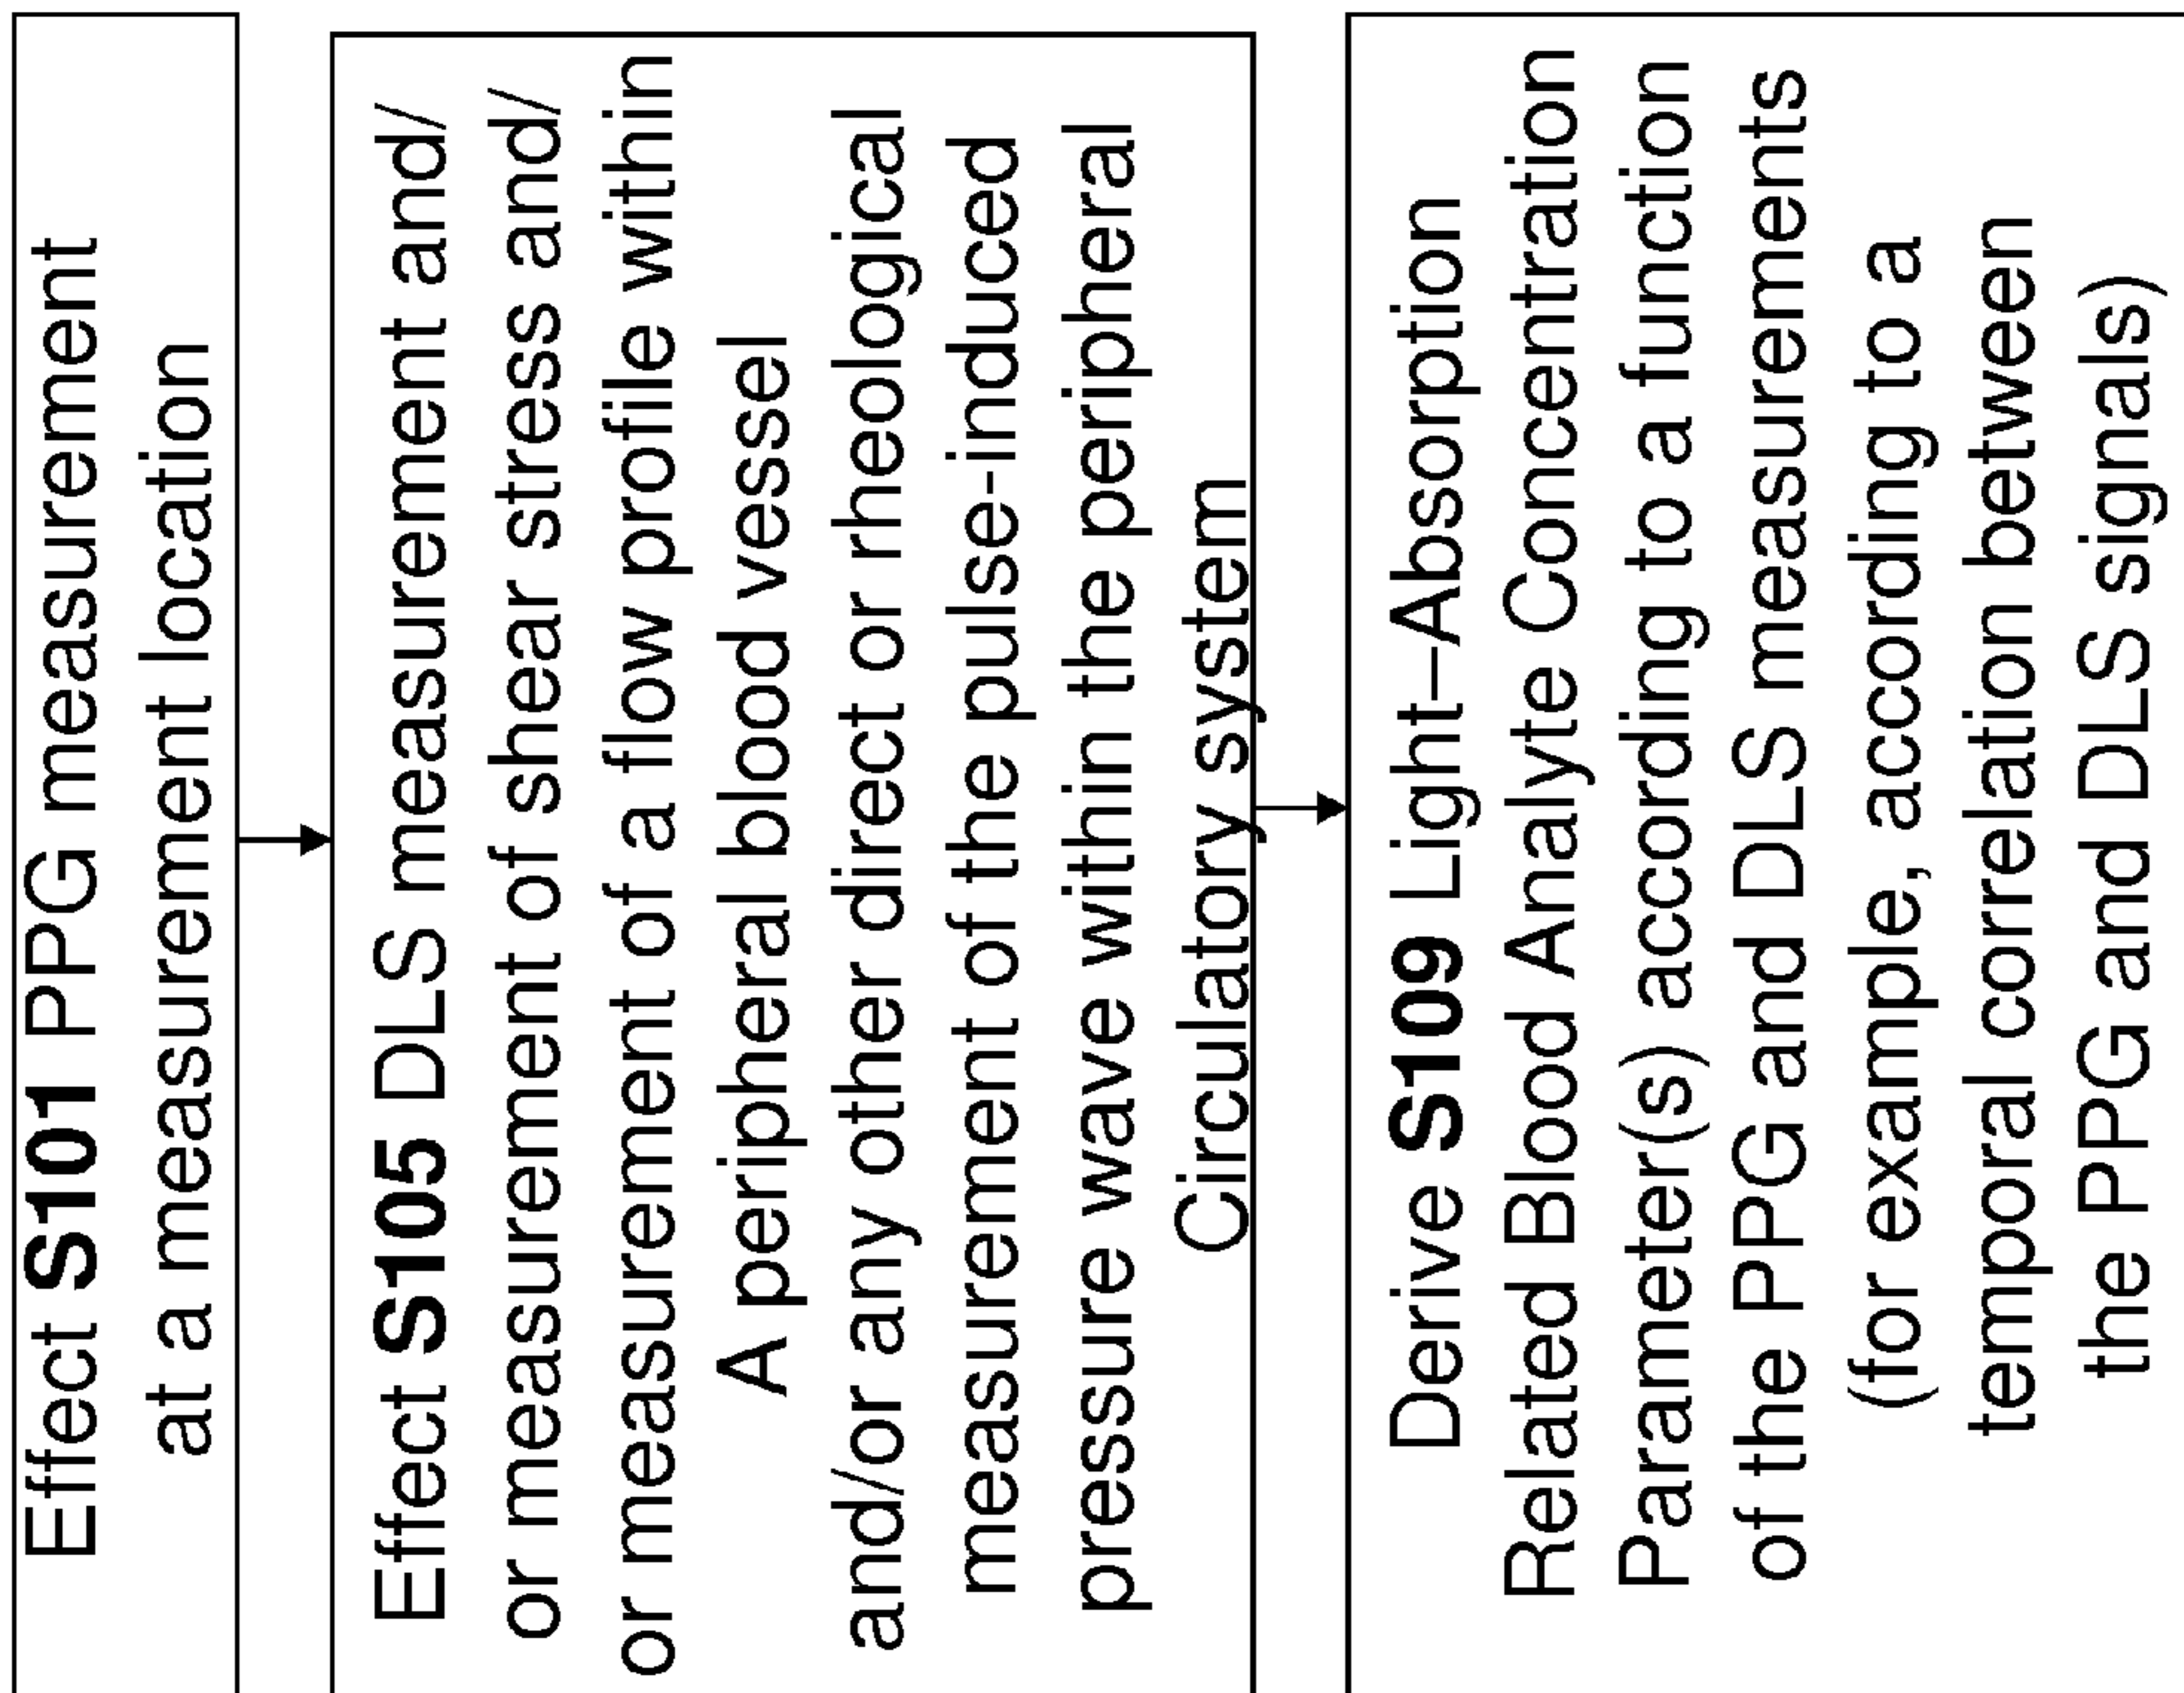 Effect S101 PPG measurement
at a measurement location
Effect S105 DLS measurement and/
or measurement of shear stress and/
or measurement of a flow profile within
A peripheral blood vessel
and/or any other direct or rheological
measurement of the pulse-induced
pressure wave within the peripheral
Circulatory system
Derive S109 Light–Absorption
Related Blood Analyte Concentration
Parameter(s) according to a function
of the PPG and DLS measurements
(for example, according to a
temporal correlation between
the PPG and DLS signals)